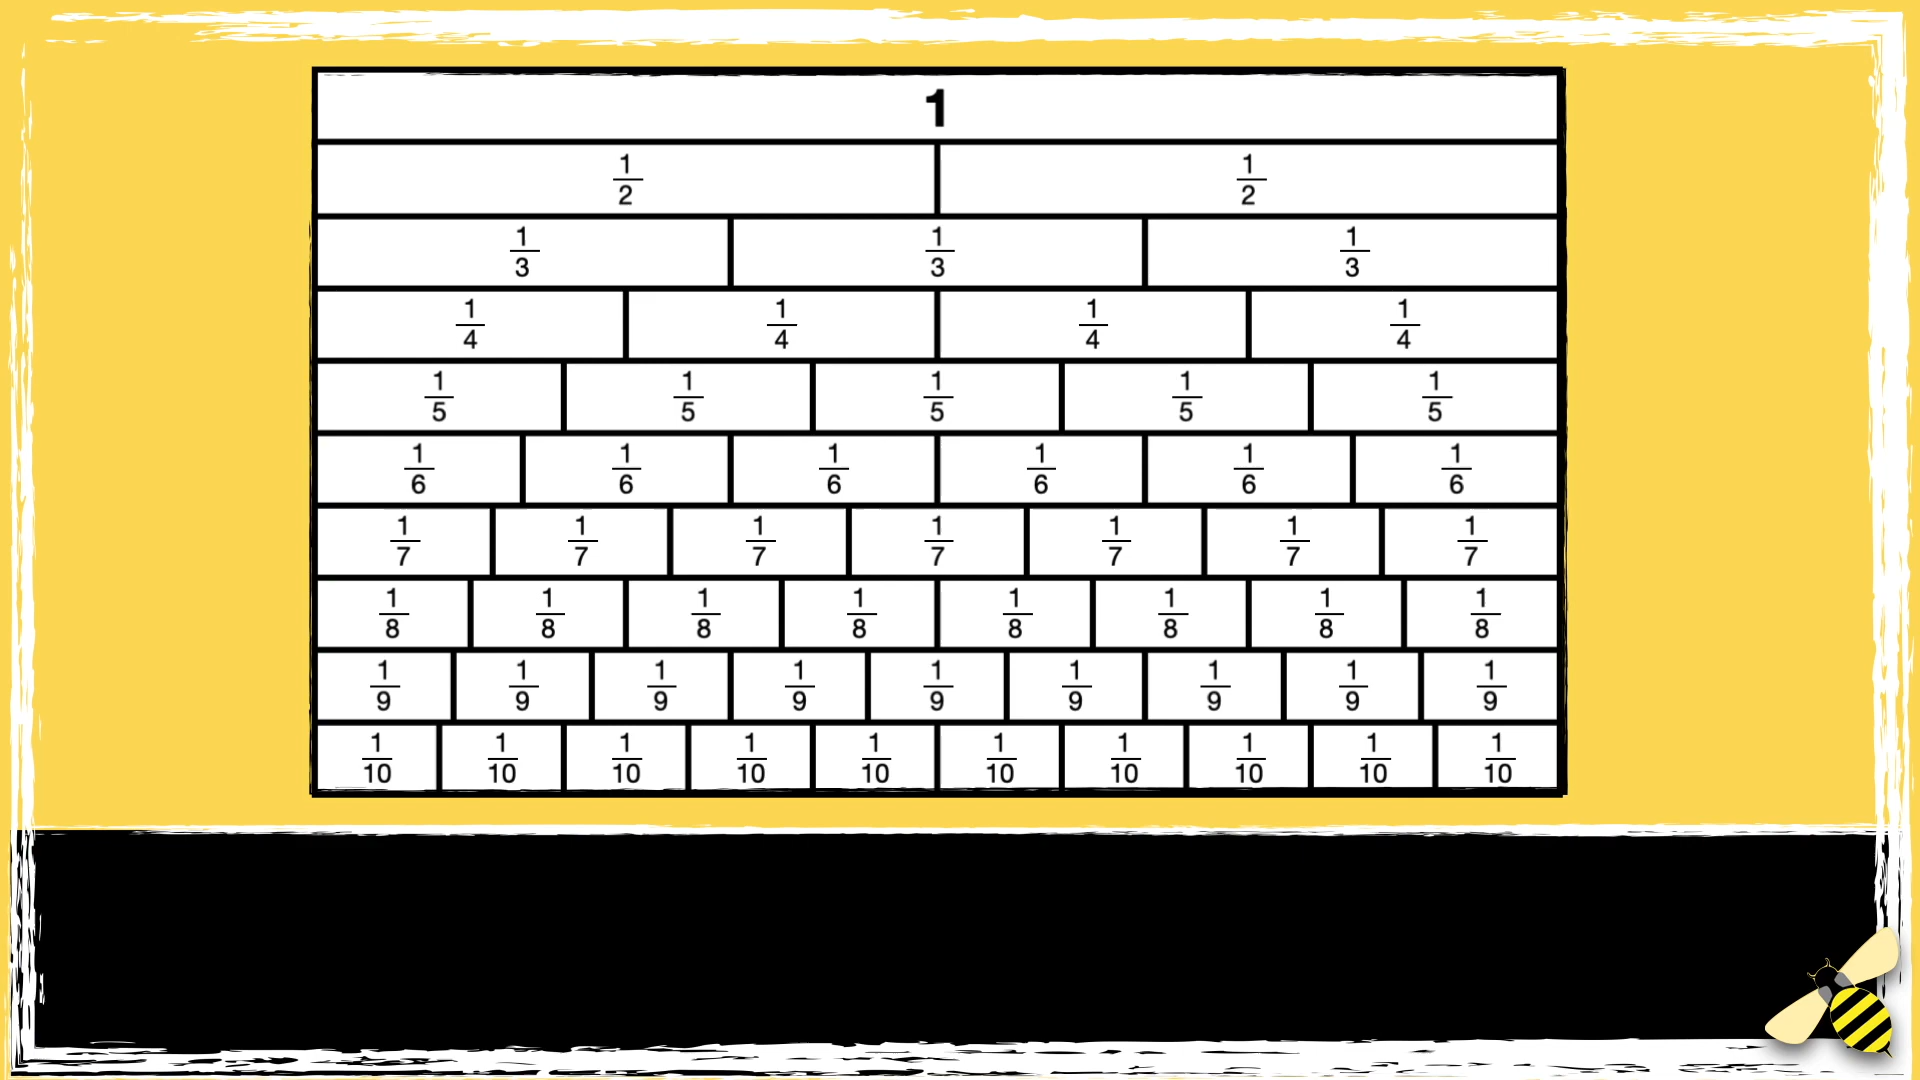 1
1/2 1/2
1/3 1/3 1/3
1/4 1/4 1/4 1/4
1/5 1/5 1/5 1/5 1/5
1/6 1/6 1/6 1/6 1/6 1/6
1/7 1/7 1/7 1/7 1/7 1/7 1/7
1/8 1/8 1/8 1/8 1/8 1/8 1/8 1/8
1/9 1/9 1/9 1/9 1/9 1/9 1/9 1/9 1/9
1/10 1/10 1/10 1/10 1/10 1/10 1/10 1/10 1/10 1/10